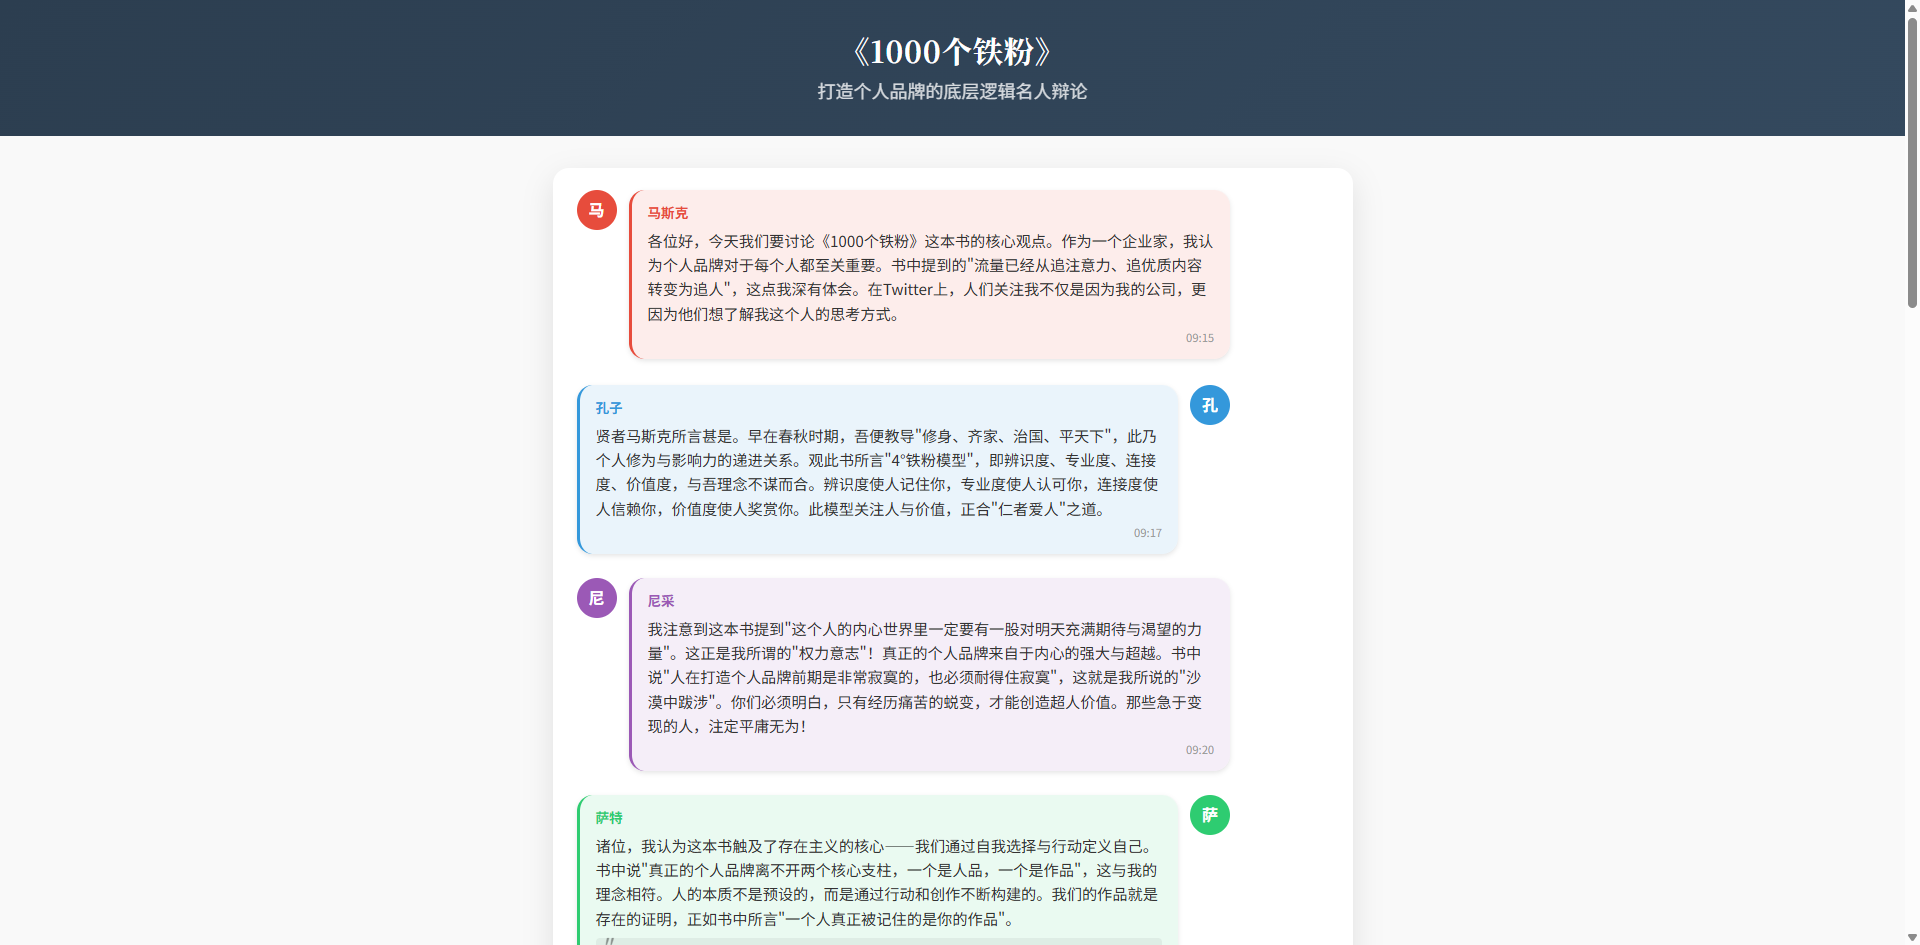 《1000个铁粉》
打造个人品牌的底层逻辑名人辩论
马
马斯克
各位好，今天我们要讨论《1000个铁粉》这本书的核心观点。作为一个企业家，我认
为个人品牌对于每个人都至关重要。书中提到的"流量已经从追注意力、追优质内容
转变为追人"，这点我深有体会。在Twitter上，人们关注我不仅是因为我的公司，更
因为他们想了解我这个人的思考方式。
09:15
孔子
孔
贤者马斯克所言甚是。早在春秋时期，吾便教导"修身、齐家、治国、平天下"，此乃
个人修为与影响力的递进关系。观此书所言"4°铁粉模型"，即辨识度、专业度、连接
度、价值度，与吾理念不谋而合。辨识度使人记住你，专业度使人认可你，连接度使
人信赖你，价值度使人奖赏你。此模型关注人与价值，正合"仁者爱人"之道。
09:17
尼
尼采
我注意到这本书提到"这个人的内心世界里一定要有一股对明天充满期待与渴望的力
量"。这正是我所谓的"权力意志"！真正的个人品牌来自于内心的强大与超越。书中
说"人在打造个人品牌前期是非常寂寞的，也必须耐得住寂寞"，这就是我所说的"沙
漠中跋涉"。你们必须明白，只有经历痛苦的蜕变，才能创造超人价值。那些急于变
现的人，注定平庸无为！
09:20
萨特
萨
诸位，我认为这本书触及了存在主义的核心——我们通过自我选择与行动定义自己。
书中说"真正的个人品牌离不开两个核心支柱，一个是人品，一个是作品"，这与我的
理念相符。人的本质不是预设的，而是通过行动和创作不断构建的。我们的作品就是
存在的证明，正如书中所言"一个人真正被记住的是你的作品"。